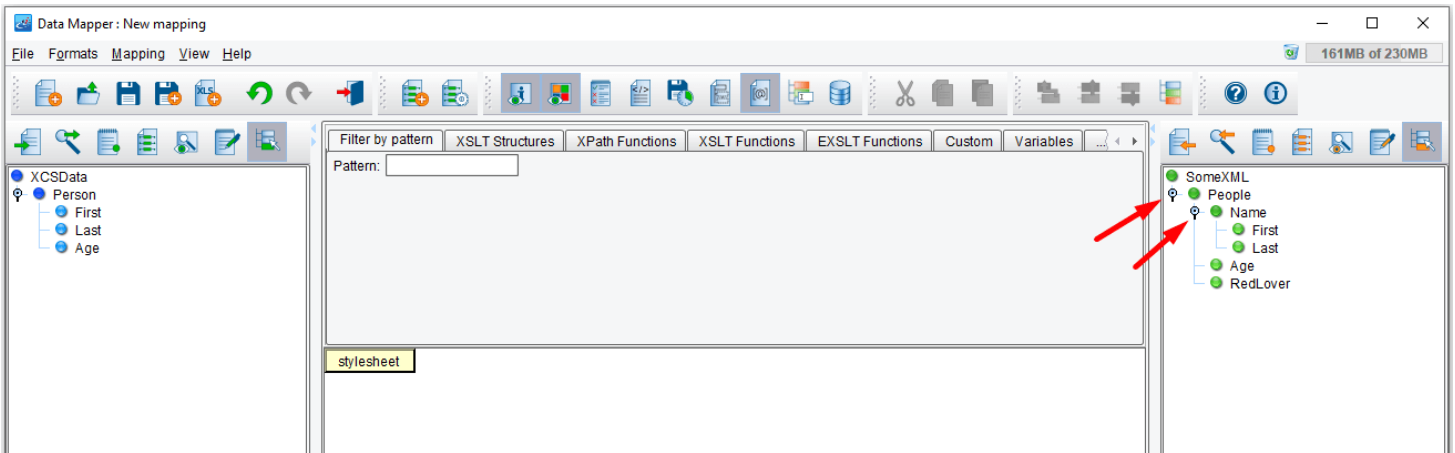 Data Mapper : New mapping
File Formats Mapping View Help
161MB of 230MB
XLS
Filter by pattern XSLT Structures XPath Functions XSLT Functions EXSLT Functions Custom Variables ...
Pattern:
XCSData
Person
First
Last
Age
stylesheet
SomeXML
People
Name
First
Last
Age
RedLover